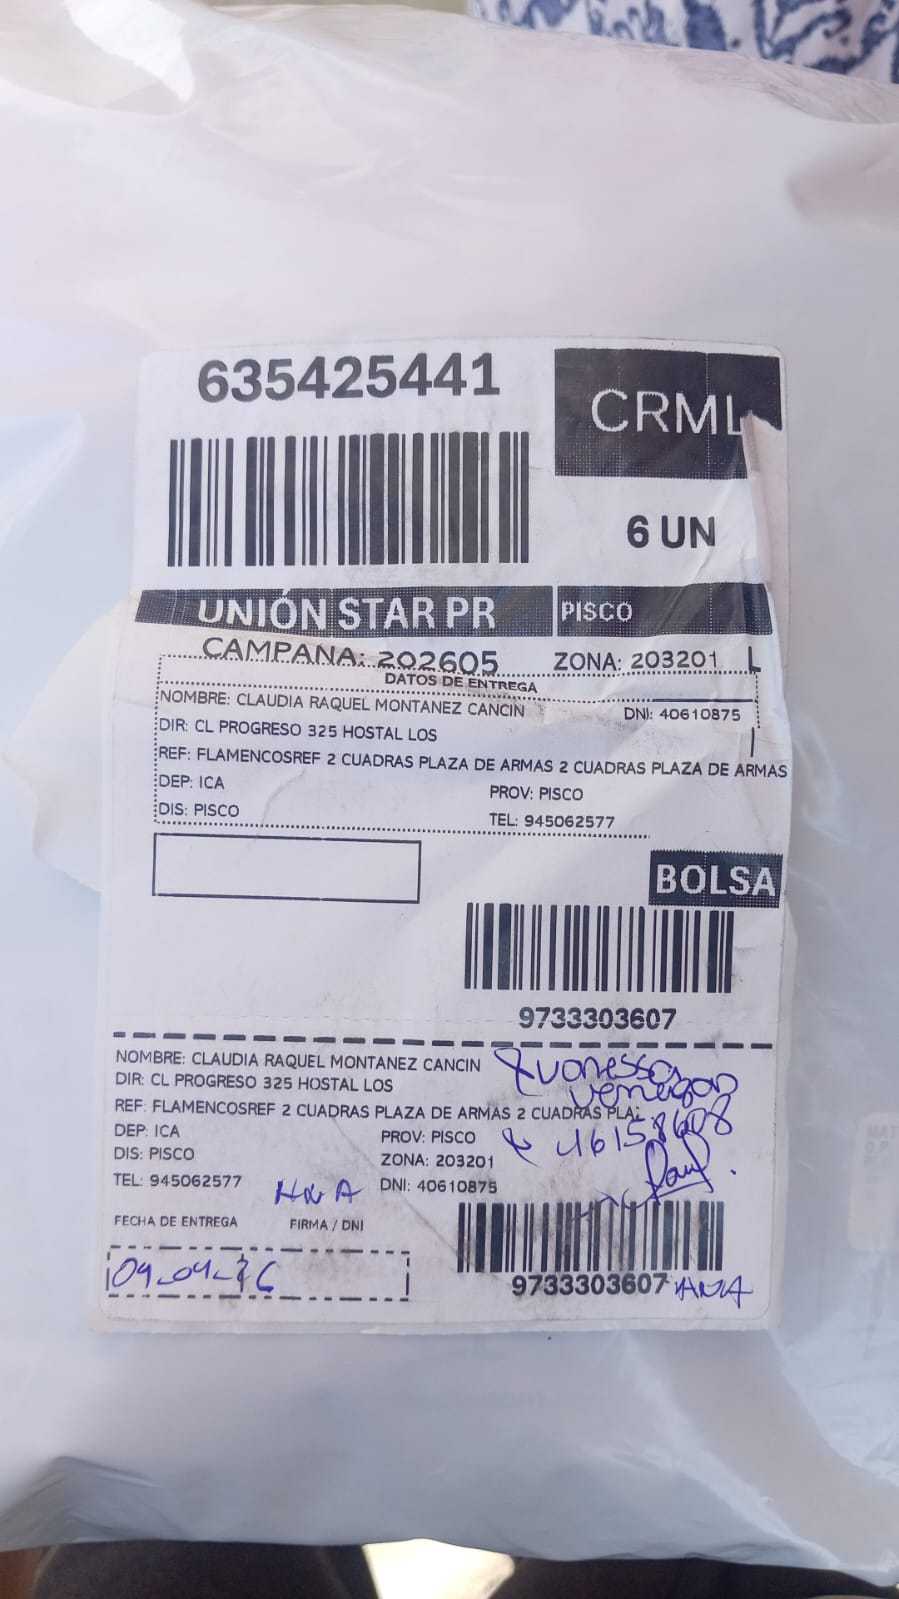 635425441
CRML
6 UN
UNIÓN STAR PR
PISCO
CAMPAÑA: 202605
ZONA: 203201 L
DATOS DE ENTREGA
NOMBRE: CLAUDIA RAQUEL MONTANEZ CANCIN
DNI: 40610875
DIR: CL PROGRESO 325 HOSTAL LOS
REF: FLAMENCOSREF 2 CUADRAS PLAZA DE ARMAS 2 CUADRAS PLAZA DE ARMAS
DEP: ICA
PROV: PISCO
DIS: PISCO
TEL: 945062577
BOLSA
9733303607
NOMBRE: CLAUDIA RAQUEL MONTANEZ CANCIN
DIR: CL PROGRESO 325 HOSTAL LOS
REF: FLAMENCOSREF 2 CUADRAS PLAZA DE ARMAS 2 CUADRAS PLA
DEP: ICA
PROV: PISCO
DIS: PISCO
ZONA: 203201
TEL: 945062577
DNI: 40610875
Vanessa
46158608
FECHA DE ENTREGA
FIRMA / DNI
09-04-26
9733303607